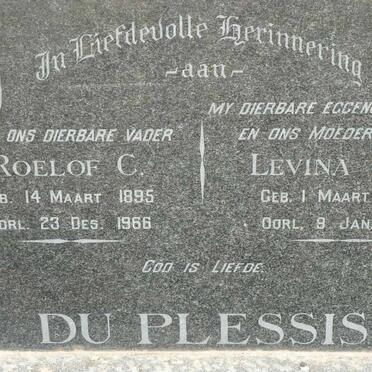 In Liefdevolle Herinnering
-aan-
ONS DIERBARE VADER
ROELOF C.
14 MAART 1895
OORL. 23 DES. 1966
MY DIERBARE EGGENO
EN ONS MOEDER
LEVINA
GEB. 1 MAART
OORL. 9 JAN.
GOD IS LIEFDE.
DU PLESSIS